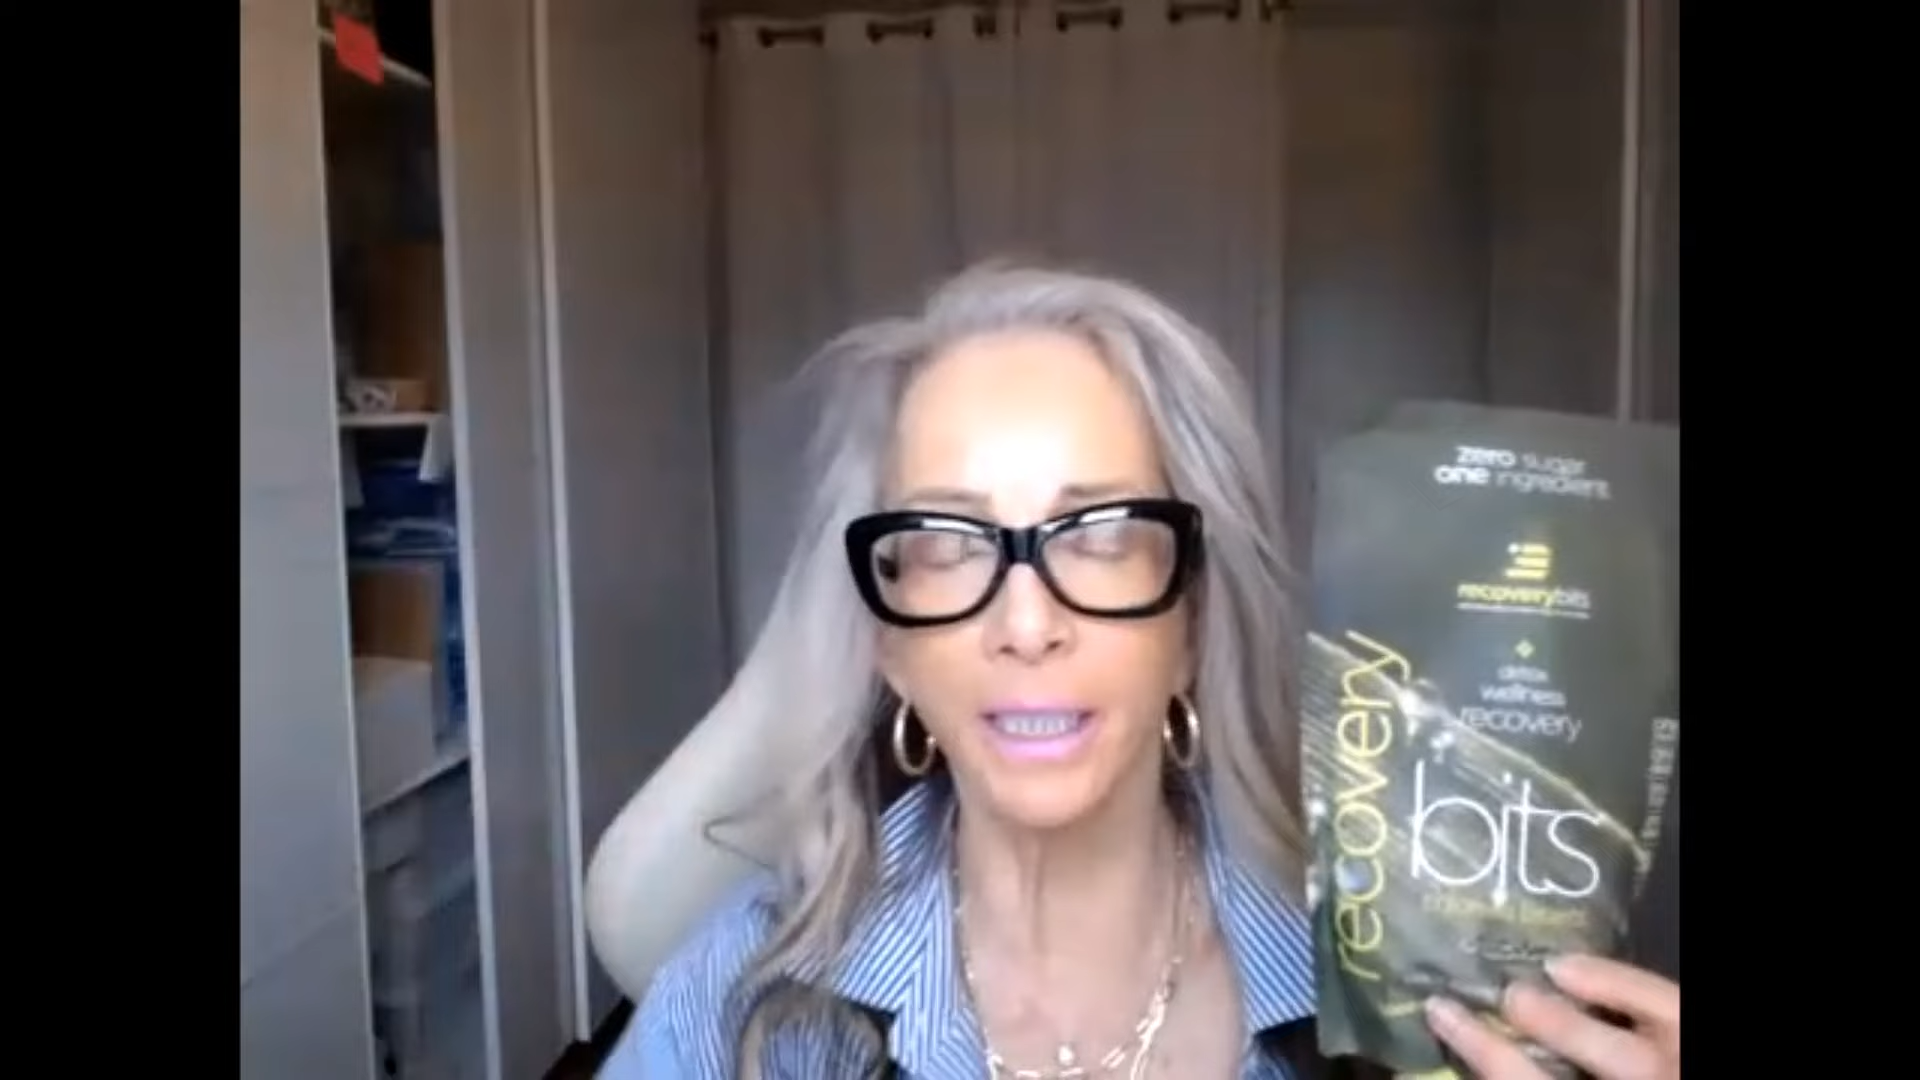 zero sugar
one ingredient
recoverybits
detox
wellness
recovery
recovery
bits